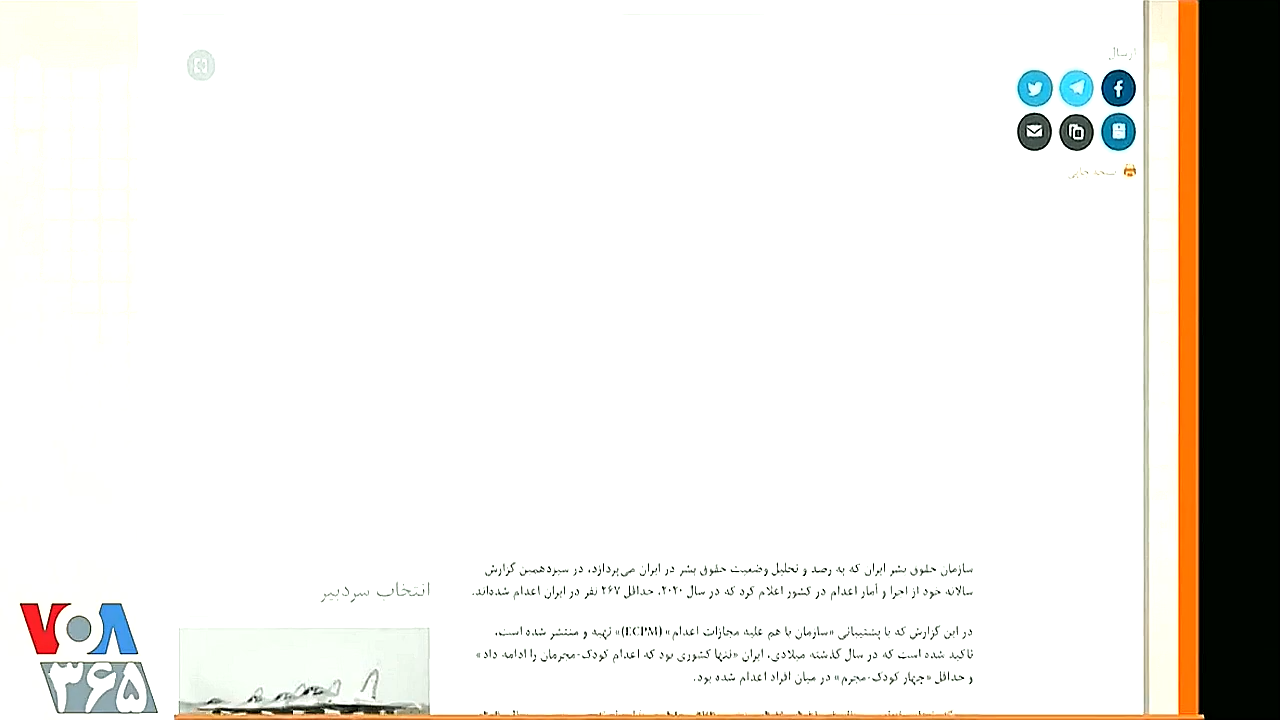 ارسال
نسخه چاپی
سازمان حقوق بشر ایران که به رصد و تحلیل وضعیت حقوق بشر در ایران می‌پردازد، در سیزدهمین گزارش
سالانه خود از اجرا و آمار اعدام در کشور اعلام کرد که در سال ۲۰۲۰، حداقل ۲۶۷ نفر در ایران اعدام شده‌اند.
در این گزارش که با پشتیبانی «سازمان با هم علیه مجازات اعدام» (ECPM)» تهیه و منتشر شده است،
تاکید شده است که در سال گذشته میلادی، ایران «تنها کشوری بود که اعدام کودک-مجرمان را ادامه داد»
و حداقل «چهار کودک-مجرم» در میان افراد اعدام شده بود.
انتخاب سردبیر
VOA
۳۶۵